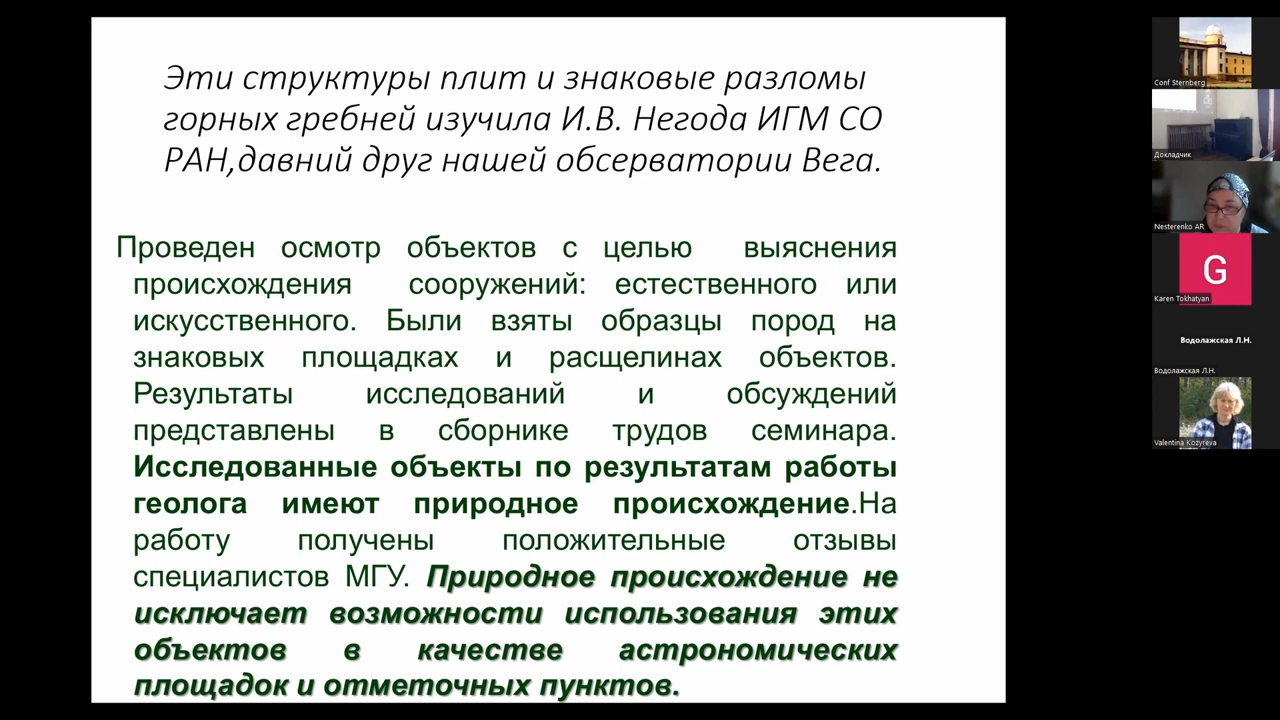 Эти структуры плит и знаковые разломы
горных гребней изучила И.В. Негода ИГМ СО
РАН,давний друг нашей обсерватории Вега.
Проведен осмотр объектов с целью выяснения
происхождения сооружений: естественного или
искусственного. Были взяты образцы пород на
знаковых площадках и расщелинах объектов.
Результаты исследований и обсуждений
представлены в сборнике трудов семинара.
Исследованные объекты по результатам работы
геолога имеют природное происхождение.На
работу получены положительные отзывы
специалистов МГУ. Природное происхождение не
исключает возможности использования этих
объектов в качестве астрономических
площадок и отметочных пунктов.
Conf Sternberg
Докладчик
Nesterenko AR
G
Karen Tokhatyan
Водолажская Л.Н.
Водолажская Л.Н.
Valentina Kozyreva